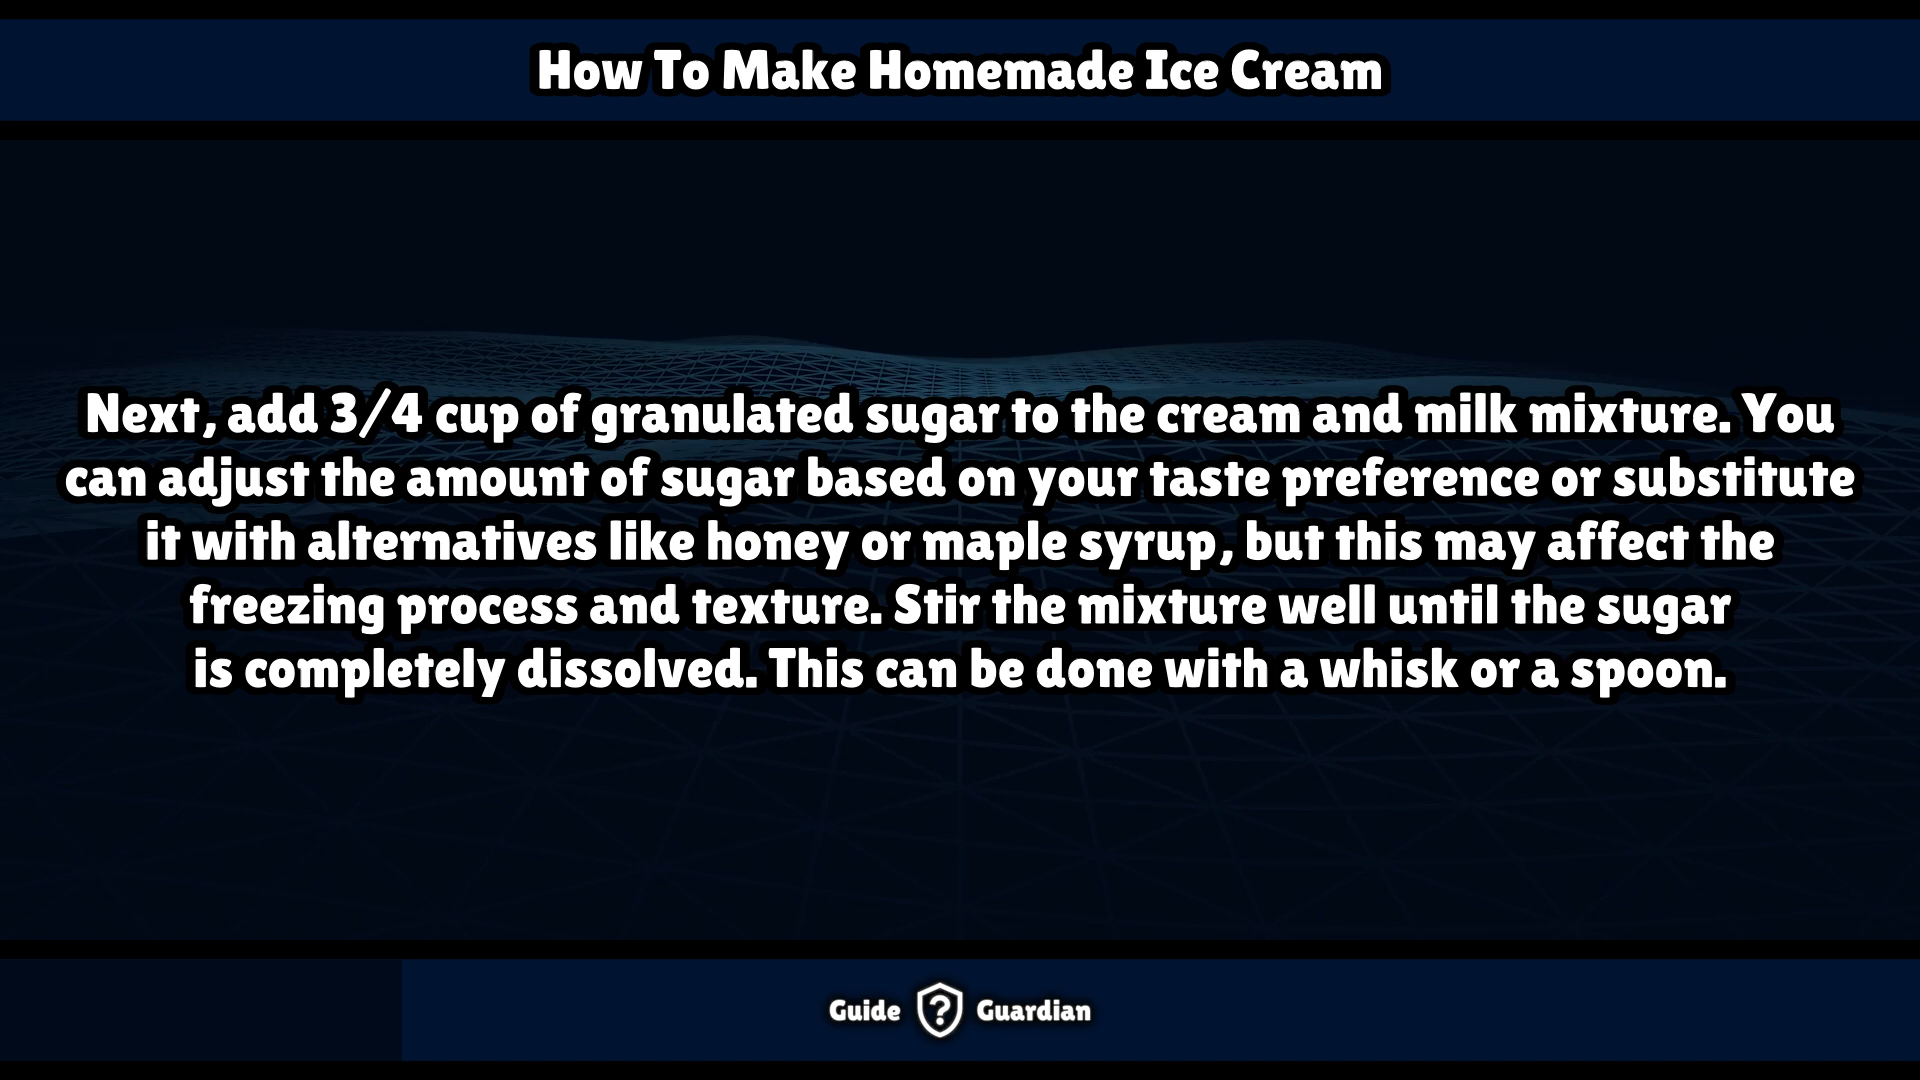 How To Make Homemade Ice Cream
Next, add 3/4 cup of granulated sugar to the cream and milk mixture. You
can adjust the amount of sugar based on your taste preference or substitute
it with alternatives like honey or maple syrup, but this may affect the
freezing process and texture. Stir the mixture well until the sugar
is completely dissolved. This can be done with a whisk or a spoon.
Guide ? Guardian